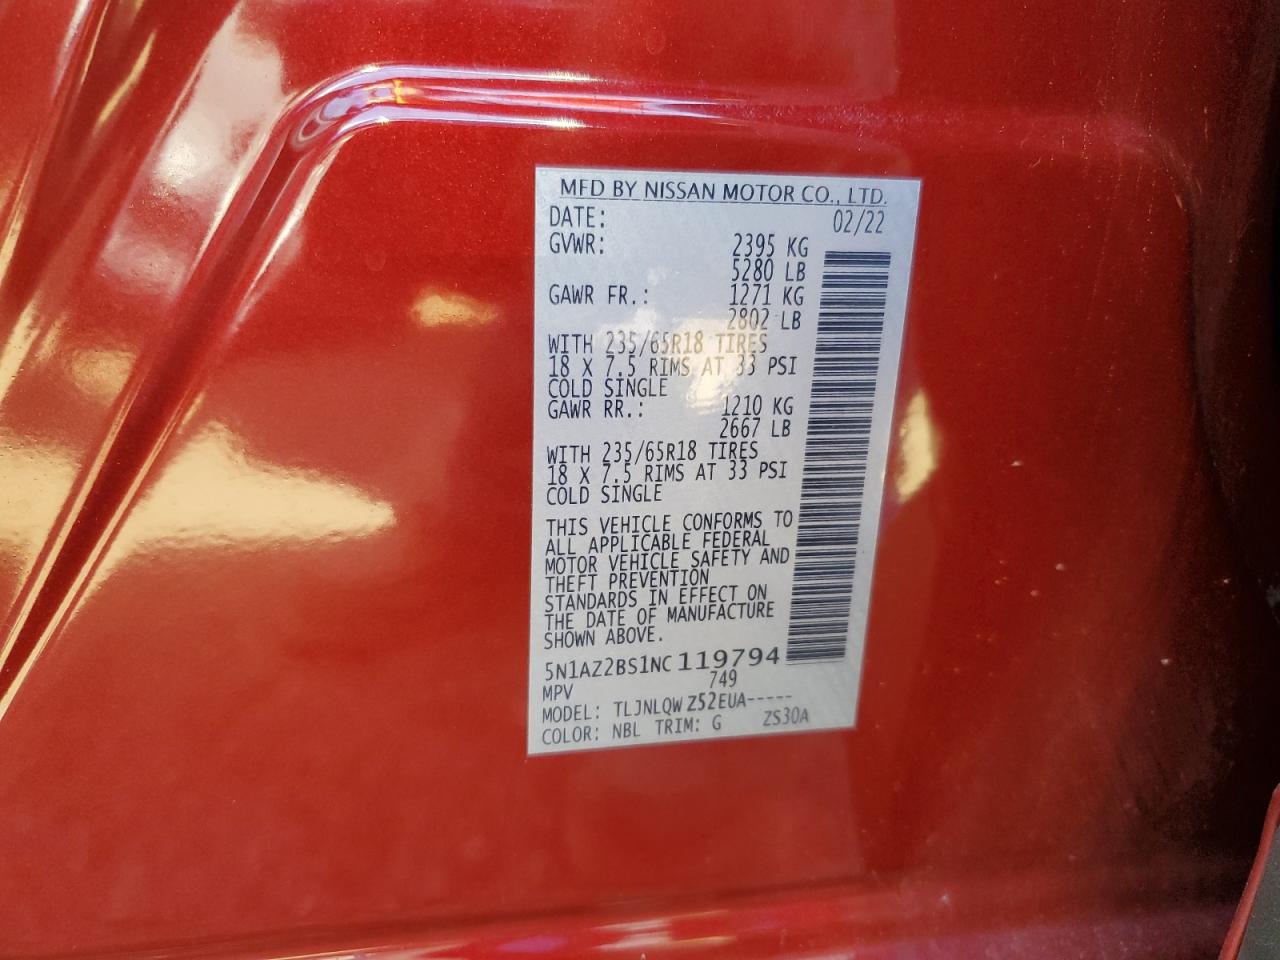 MFD BY NISSAN MOTOR CO., LTD.
DATE: 02/22
GVWR: 2395 KG
5280 LB
GAWR FR.: 1271 KG
2802 LB
WITH 235/65R18 TIRES
18 X 7.5 RIMS AT 33 PSI
COLD SINGLE
GAWR RR.: 1210 KG
2667 LB
WITH 235/65R18 TIRES
18 X 7.5 RIMS AT 33 PSI
COLD SINGLE
THIS VEHICLE CONFORMS TO
ALL APPLICABLE FEDERAL
MOTOR VEHICLE SAFETY AND
THEFT PREVENTION
STANDARDS IN EFFECT ON
THE DATE OF MANUFACTURE
SHOWN ABOVE.
5N1AZ2BS1NC119794
MPV 749
MODEL: TLJNLQWZ52EUA-----
COLOR: NBL TRIM: G ZS30A